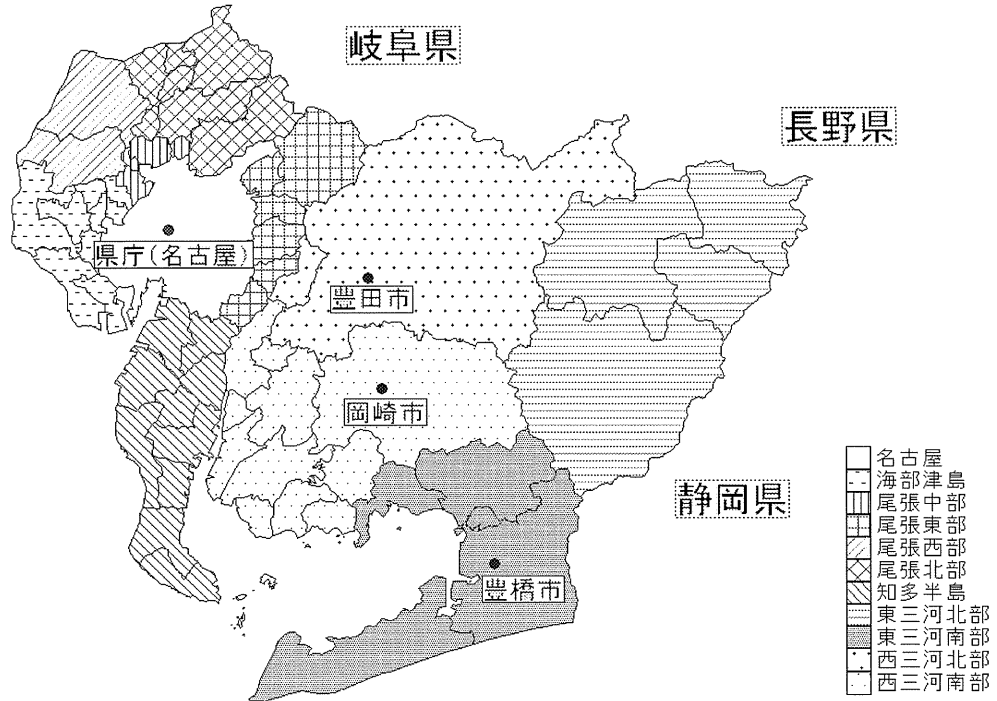 岐阜県
長野県
県庁(名古屋)
豊田市
岡崎市
静岡県
豊橋市
名古屋
海部津島
尾張中部
尾張東部
尾張西部
尾張北部
知多半島
東三河北部
東三河南部
西三河北部
西三河南部